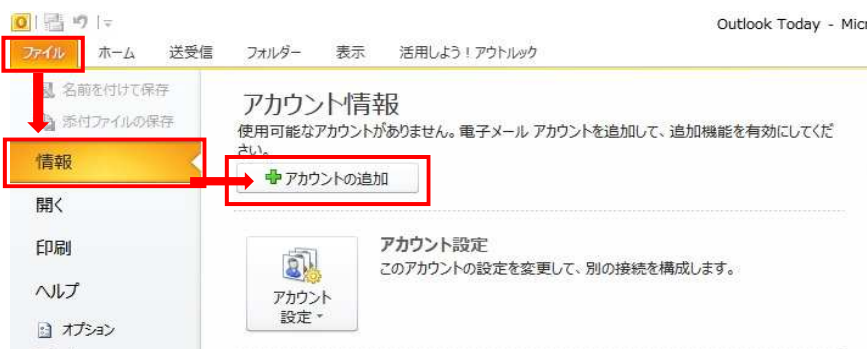 Outlook Today - Micr
ファイル ホーム 送受信 フォルダー 表示 活用しよう！アウトルック
名前を付けて保存
添付ファイルの保存
情報
開く
印刷
ヘルプ
オプション
アカウント情報
使用可能なアカウントがありません。電子メール アカウントを追加して、追加機能を有効にしてくだ
さい。
アカウントの追加
アカウント
設定
アカウント設定
このアカウントの設定を変更して、別の接続を構成します。